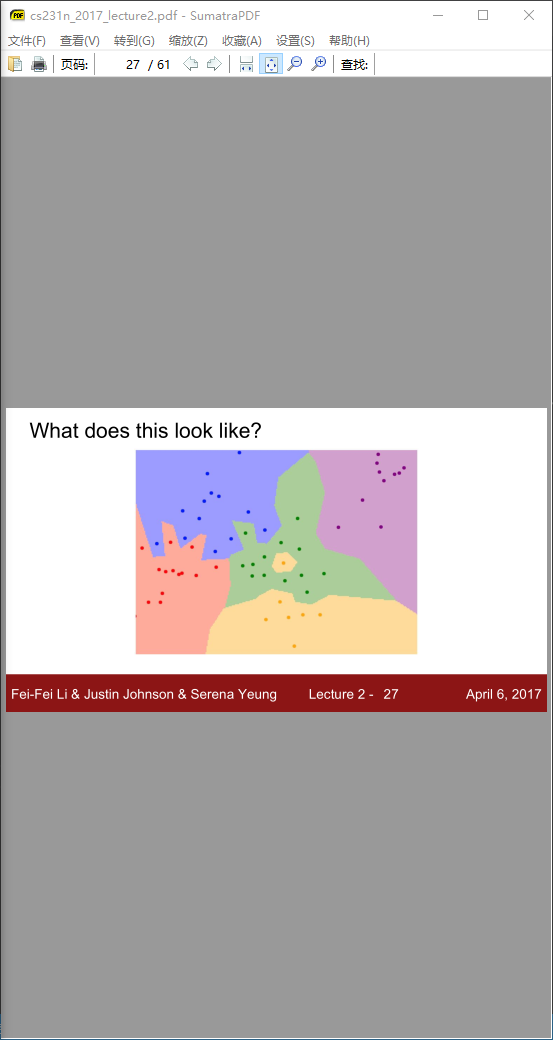 cs231n_2017_lecture2.pdf - SumatraPDF
文件(F) 查看(V) 转到(G) 缩放(Z) 收藏(A) 设置(S) 帮助(H)
页码: 27 / 61 查找:
What does this look like?
Fei-Fei Li & Justin Johnson & Serena Yeung Lecture 2 - 27 April 6, 2017